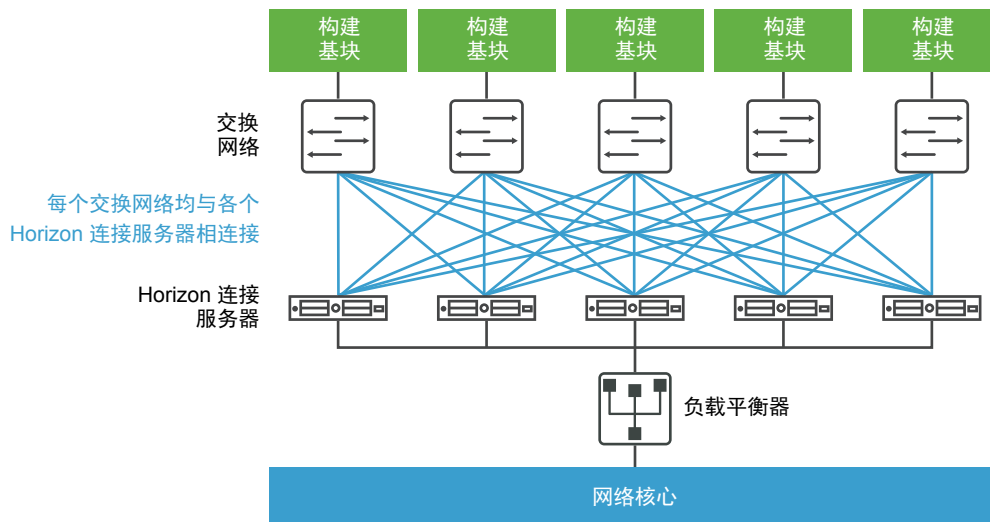 构建
基块
构建
基块
构建
基块
构建
基块
构建
基块
交换
网络
每个交换网络均与各个
Horizon 连接服务器相连接
Horizon 连接
服务器
负载平衡器
网络核心